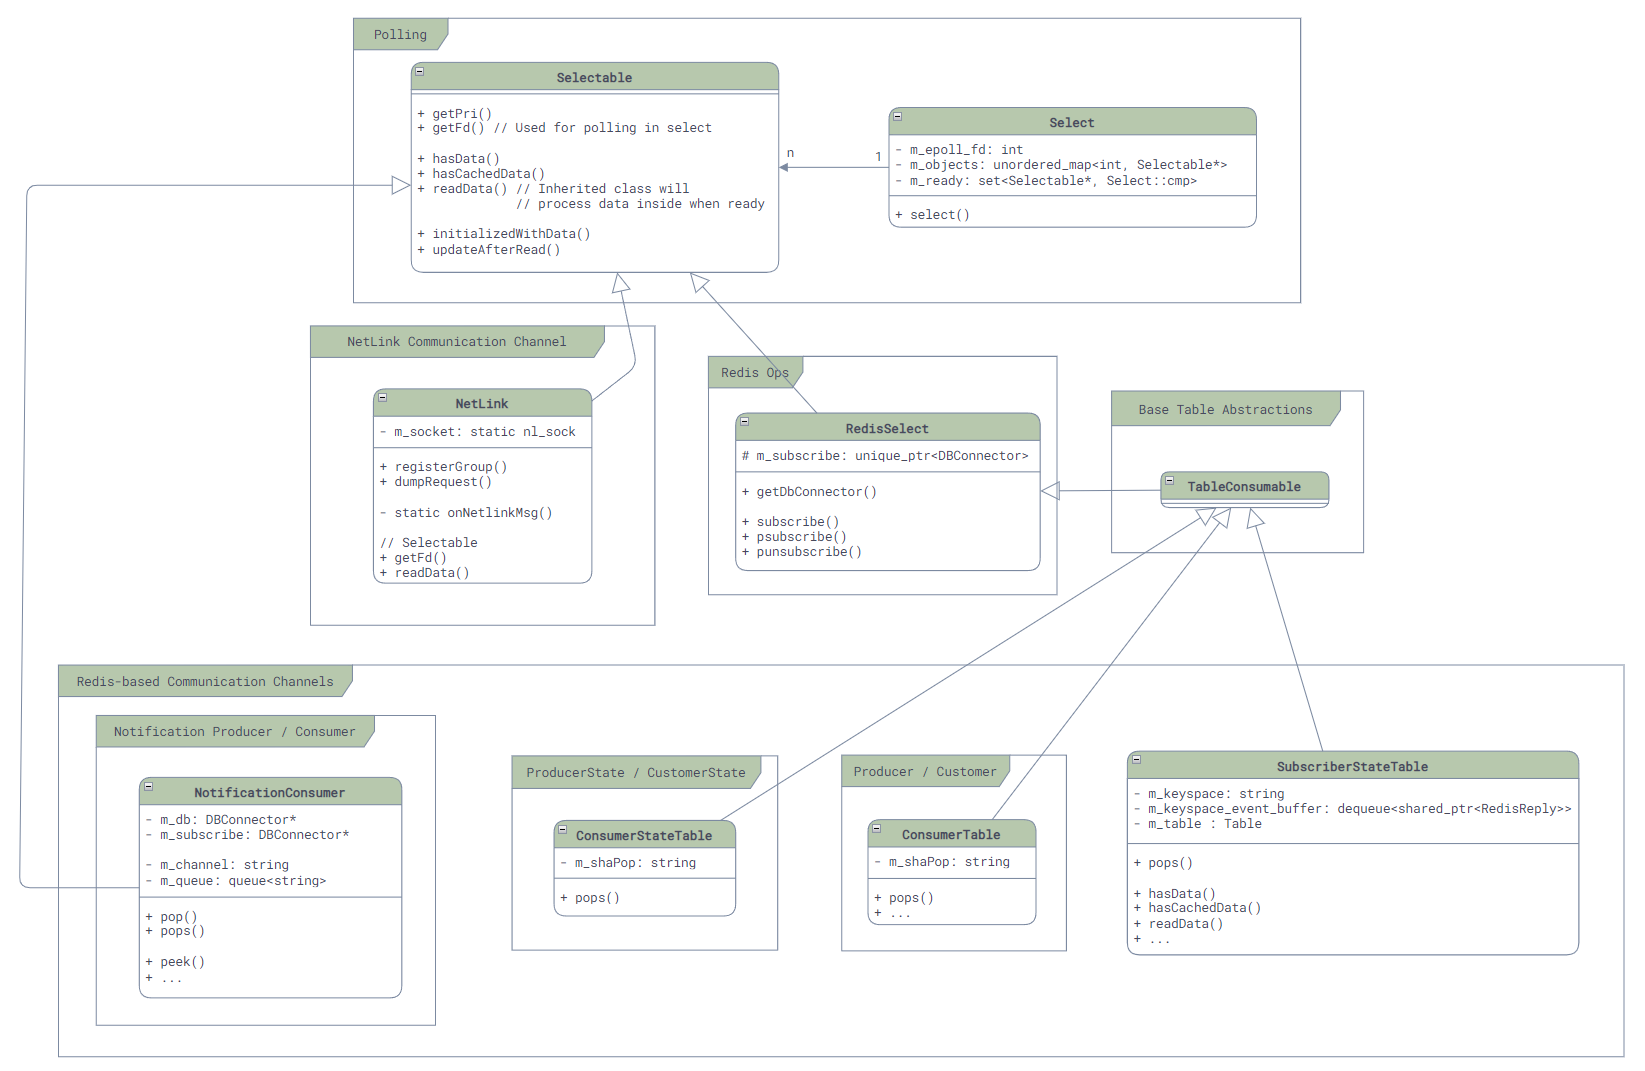 Polling
Selectable
+ getPri()
+ getFd() // Used for polling in select
+ hasData()
+ hasCachedData()
+ readData() // Inherited class will
// process data inside when ready
+ initializedWithData()
+ updateAfterRead()
n
1
Select
- m_epoll_fd: int
- m_objects: unordered_map<int, Selectable*>
- m_ready: set<Selectable*, Select::cmp>
+ select()
NetLink Communication Channel
NetLink
- m_socket: static nl_sock
+ registerGroup()
+ dumpRequest()
- static onNetlinkMsg()
// Selectable
+ getFd()
+ readData()
Redis Ops
RedisSelect
# m_subscribe: unique_ptr<DBConnector>
+ getDbConnector()
+ subscribe()
+ psubscribe()
+ punsubscribe()
Base Table Abstractions
TableConsumable
Redis-based Communication Channels
Notification Producer / Consumer
NotificationConsumer
- m_db: DBConnector*
- m_subscribe: DBConnector*
- m_channel: string
- m_queue: queue<string>
+ pop()
+ pops()
+ peek()
+ ...
ProducerState / CustomerState
ConsumerStateTable
- m_shaPop: string
+ pops()
Producer / Customer
ConsumerTable
- m_shaPop: string
+ pops()
+ ...
SubscriberStateTable
- m_keyspace: string
- m_keyspace_event_buffer: dequeue<shared_ptr<RedisReply>>
- m_table : Table
+ pops()
+ hasData()
+ hasCachedData()
+ readData()
+ ...